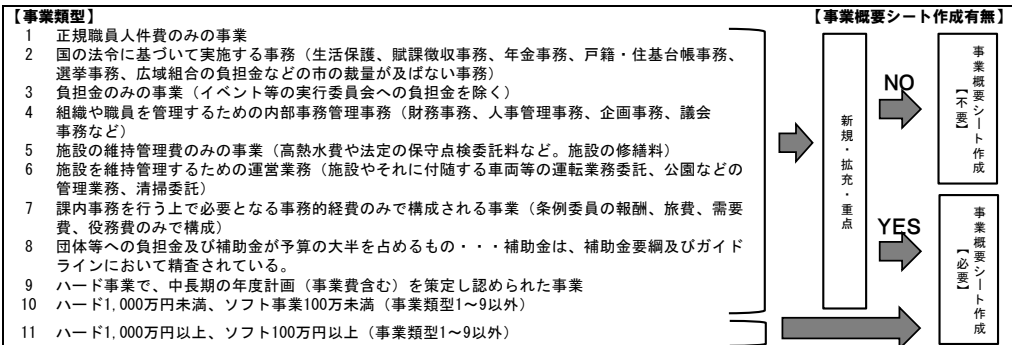 【事業類型】
【事業概要シート作成有無】
1 正規職員人件費のみの事業
2 国の法令に基づいて実施する事務（生活保護、賦課徴収事務、年金事務、戸籍・住基台帳事務、
選挙事務、広域組合の負担金などの市の裁量が及ばない事務）
3 負担金のみの事業（イベント等の実行委員会への負担金を除く）
4 組織や職員を管理するための内部事務管理事務（財務事務、人事管理事務、企画事務、議会
事務など）
5 施設の維持管理費のみの事業（高熱水費や法定の保守点検委託料など。施設の修繕料）
6 施設を維持管理するための運営業務（施設やそれに付随する車両等の運転業務委託、公園などの
管理業務、清掃委託）
7 課内事務を行う上で必要となる事務的経費のみで構成される事業（条例委員の報酬、旅費、需要
費、役務費のみで構成）
8 団体等への負担金及び補助金が予算の大半を占めるもの・・・補助金は、補助金要綱及びガイド
ラインにおいて精査されている。
9 ハード事業で、中長期の年度計画（事業費含む）を策定し認められた事業
10 ハード1,000万円未満、ソフト事業100万未満（事業類型1～9以外）
11 ハード1,000万円以上、ソフト100万円以上（事業類型1～9以外）
新規・拡充・重点
NO
事業概要シート作成
【不要】
YES
事業概要シート作成
【必要】